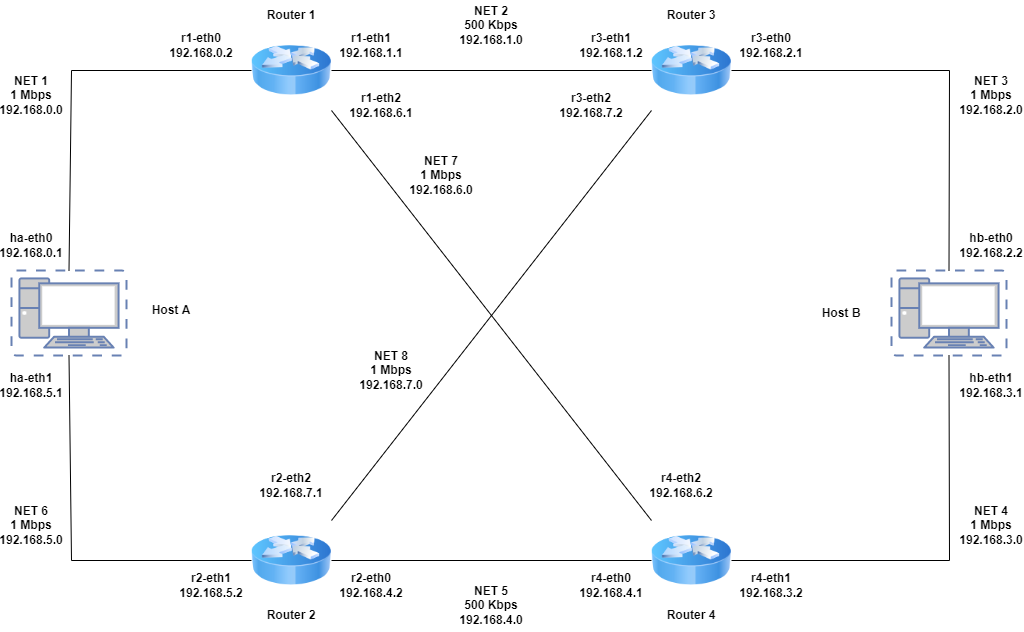 Router 1
NET 2
500 Kbps
192.168.1.0
Router 3
r1-eth0
192.168.0.2
r1-eth1
192.168.1.1
r3-eth1
192.168.1.2
r3-eth0
192.168.2.1
NET 1
1 Mbps
192.168.0.0
r1-eth2
192.168.6.1
r3-eth2
192.168.7.2
NET 3
1 Mbps
192.168.2.0
NET 7
1 Mbps
192.168.6.0
ha-eth0
192.168.0.1
hb-eth0
192.168.2.2
Host A
Host B
ha-eth1
192.168.5.1
NET 8
1 Mbps
192.168.7.0
hb-eth1
192.168.3.1
r2-eth2
192.168.7.1
r4-eth2
192.168.6.2
NET 6
1 Mbps
192.168.5.0
NET 4
1 Mbps
192.168.3.0
r2-eth1
192.168.5.2
r2-eth0
192.168.4.2
r4-eth0
192.168.4.1
r4-eth1
192.168.3.2
Router 2
NET 5
500 Kbps
192.168.4.0
Router 4